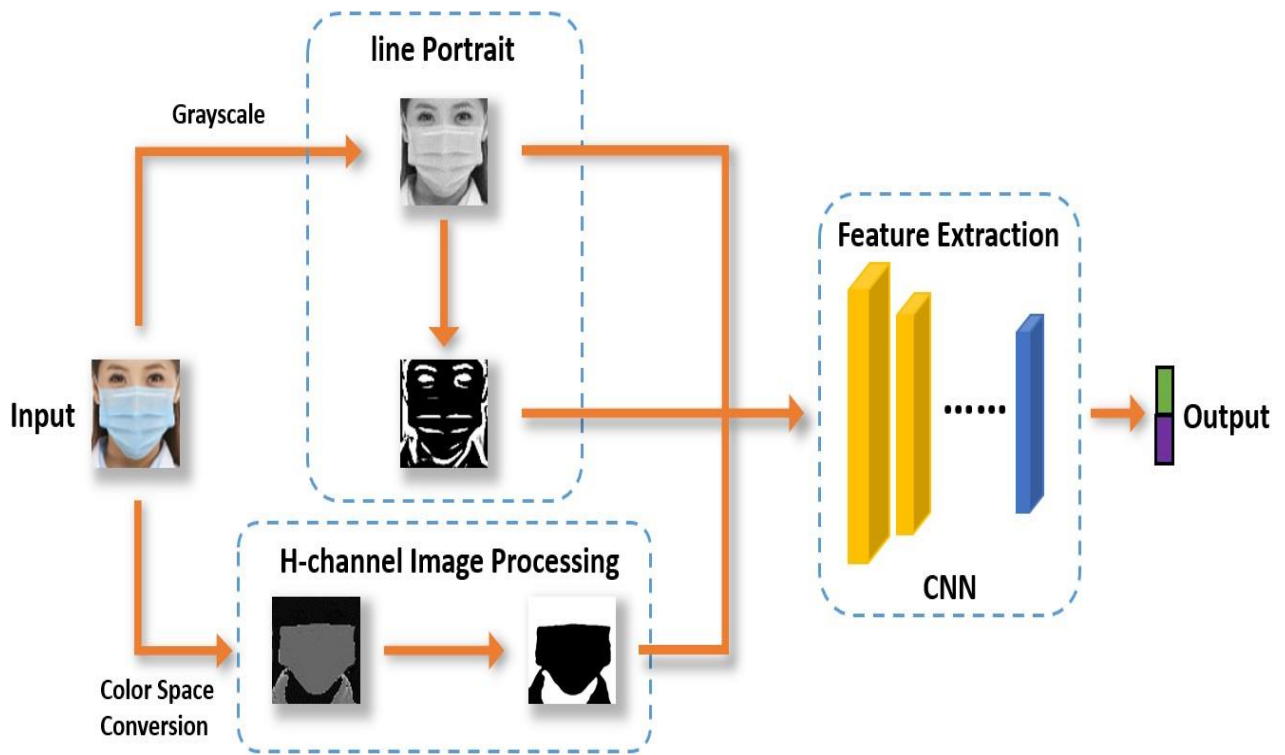 line Portrait
Grayscale
Feature Extraction
Input
......
Output
H-channel Image Processing
CNN
Color Space
Conversion